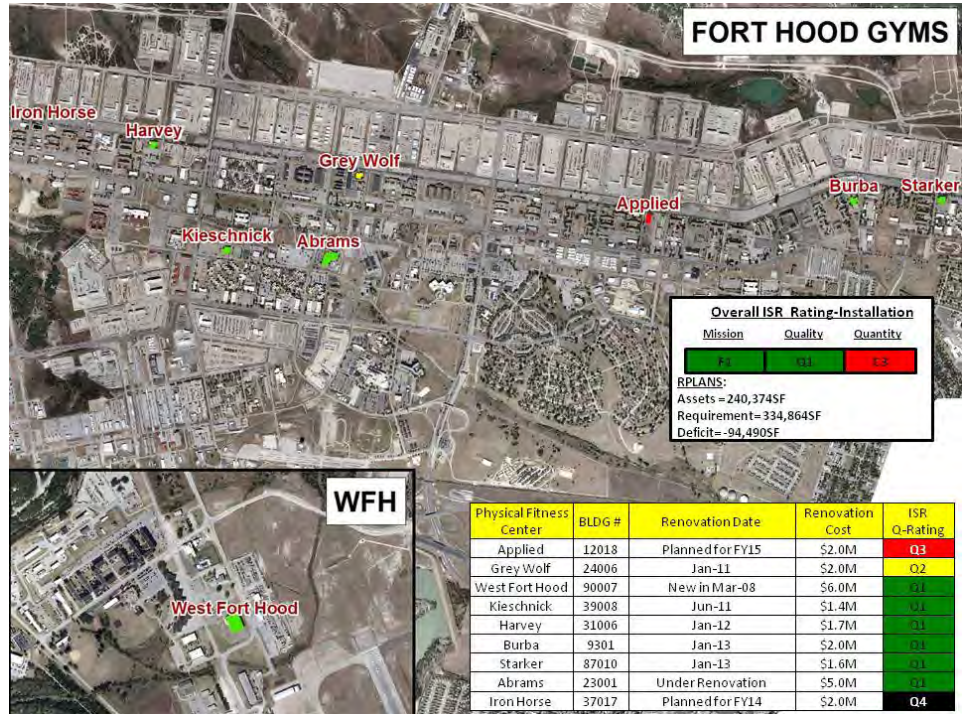 FORT HOOD GYMS
Iron Horse
Harvey
Grey Wolf
Burba
Starker
Applied
Kieschnick
Abrams
Overall ISR Rating-Installation
Mission Quality Quantity
Q1
RPLANS:
Assets = 240,374SF
Requirement= 334,864SF
Deficit= -94,490SF
WFH
West Fort Hood
Physical Fitness Center BLDG # Renovation Date Renovation Cost ISR Q-Rating
Applied 12018 Planned for FY15 $2.0M Q3
Grey Wolf 24006 Jan-11 $2.0M Q2
West Fort Hood 90007 New in Mar-08 $6.0M Q1
Kieschnick 39008 Jun-11 $1.4M Q1
Harvey 31006 Jan-12 $1.7M Q1
Burba 9301 Jan-13 $2.0M Q1
Starker 87010 Jan-13 $1.6M Q1
Abrams 23001 Under Renovation $5.0M Q1
Iron Horse 37017 Planned for FY14 $2.0M Q4